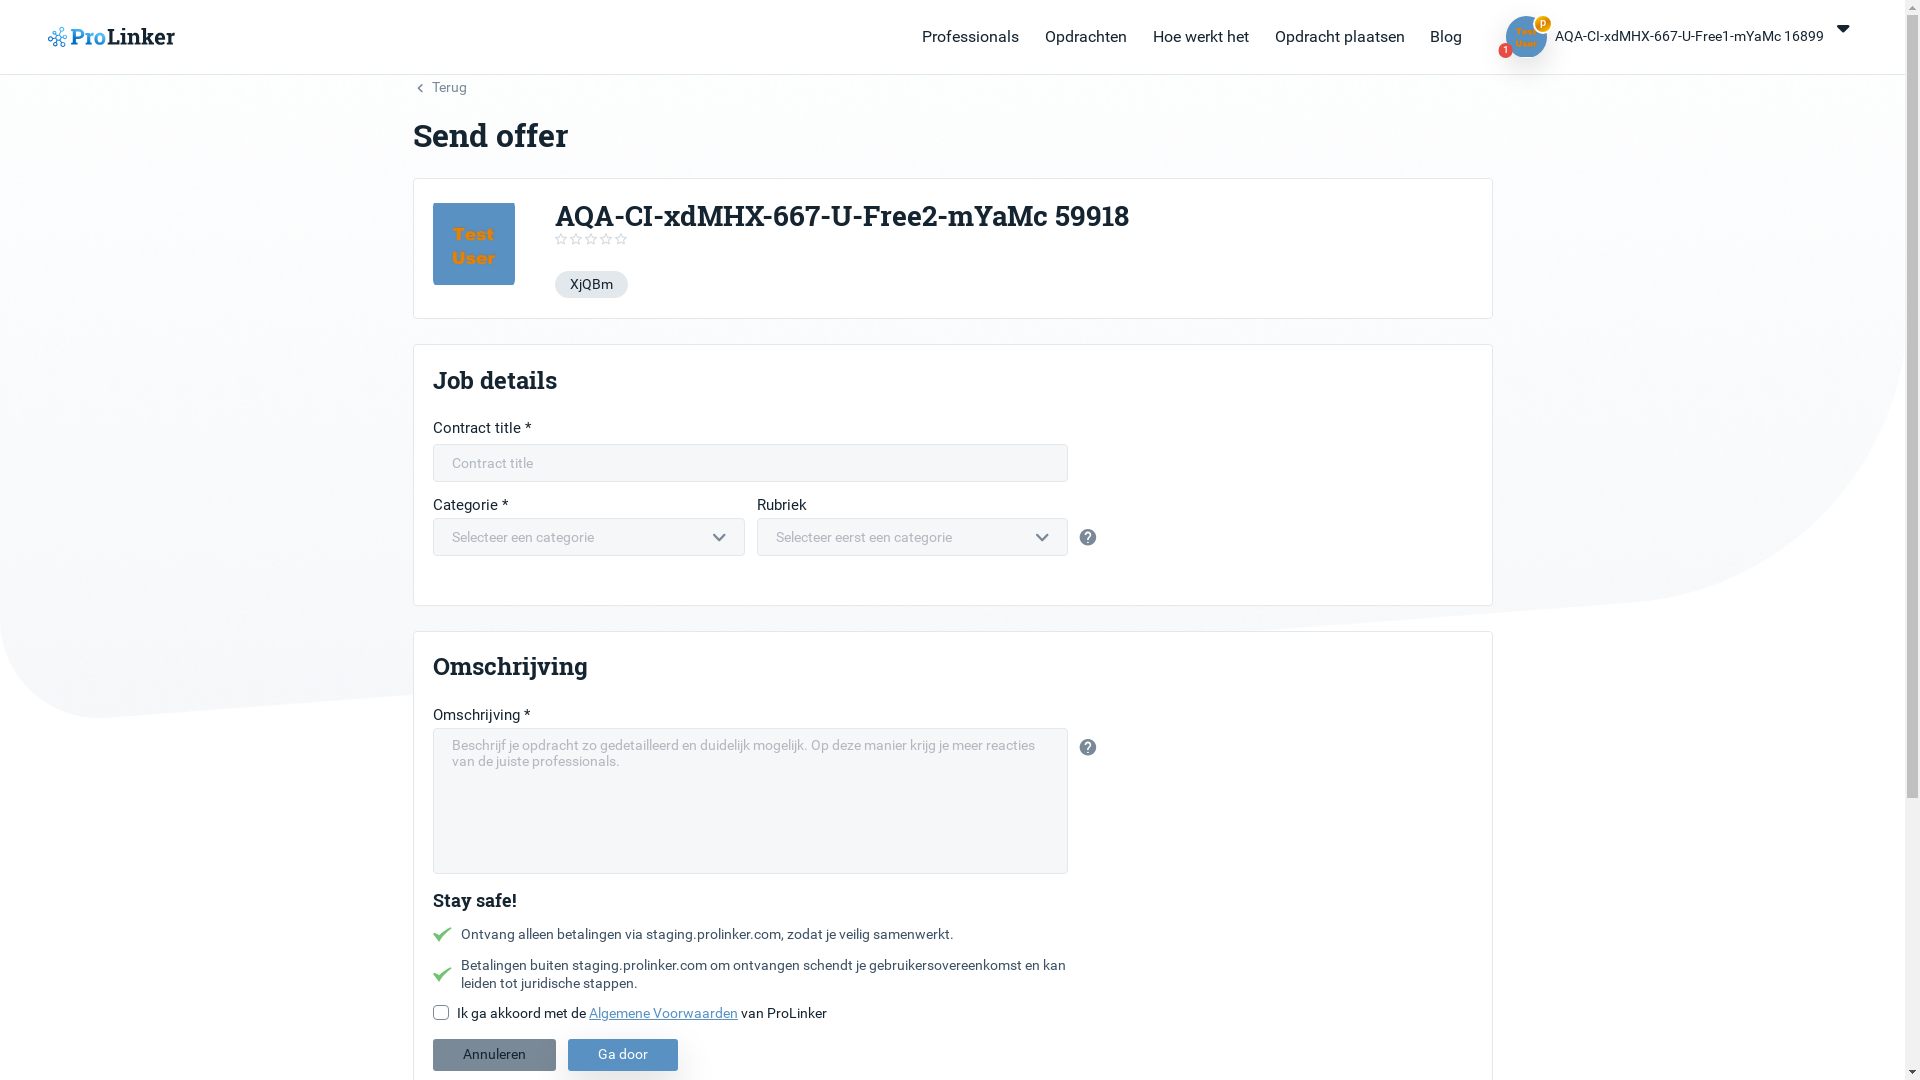 ProLinker
Professionals
Opdrachten
Hoe werkt het
Opdracht plaatsen
Blog
Test
User
p
1
AQA-CI-xdMHX-667-U-Free1-mYaMc 16899
Terug
Send offer
Test
User
AQA-CI-xdMHX-667-U-Free2-mYaMc 59918
XjQBm
Job details
Contract title *
Contract title
Categorie *
Rubriek
Selecteer een categorie
Selecteer eerst een categorie
?
Omschrijving
Omschrijving *
Beschrijf je opdracht zo gedetailleerd en duidelijk mogelijk. Op deze manier krijg je meer reacties
van de juiste professionals.
?
Stay safe!
Ontvang alleen betalingen via staging.prolinker.com, zodat je veilig samenwerkt.
Betalingen buiten staging.prolinker.com om ontvangen schendt je gebruikersovereenkomst en kan
leiden tot juridische stappen.
Ik ga akkoord met de Algemene Voorwaarden van ProLinker
Annuleren
Ga door